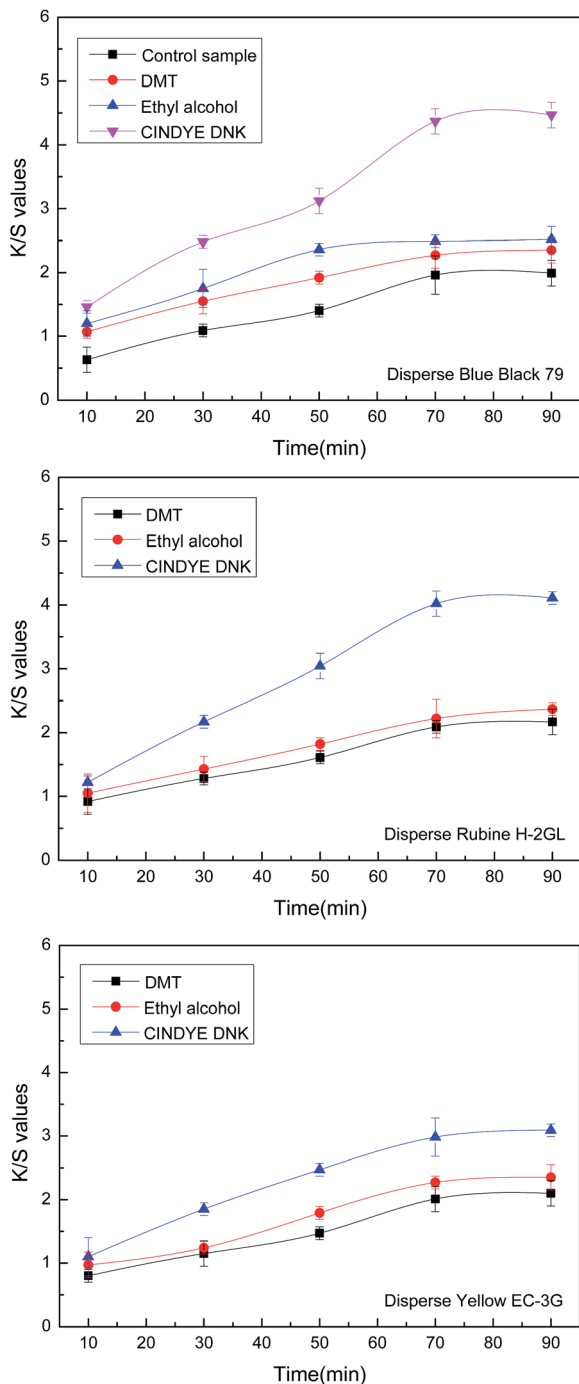 6
Control sample
DMT
Ethyl alcohol
CINDYE DNK
5
4
3
2
1
0
K/S values
Disperse Blue Black 79
10 20 30 40 50 60 70 80 90
Time(min)
6
DMT
Ethyl alcohol
CINDYE DNK
5
4
3
2
1
0
K/S values
Disperse Rubine H-2GL
10 20 30 40 50 60 70 80 90
Time(min)
6
DMT
Ethyl alcohol
CINDYE DNK
5
4
3
2
1
0
K/S values
Disperse Yellow EC-3G
10 20 30 40 50 60 70 80 90
Time(min)